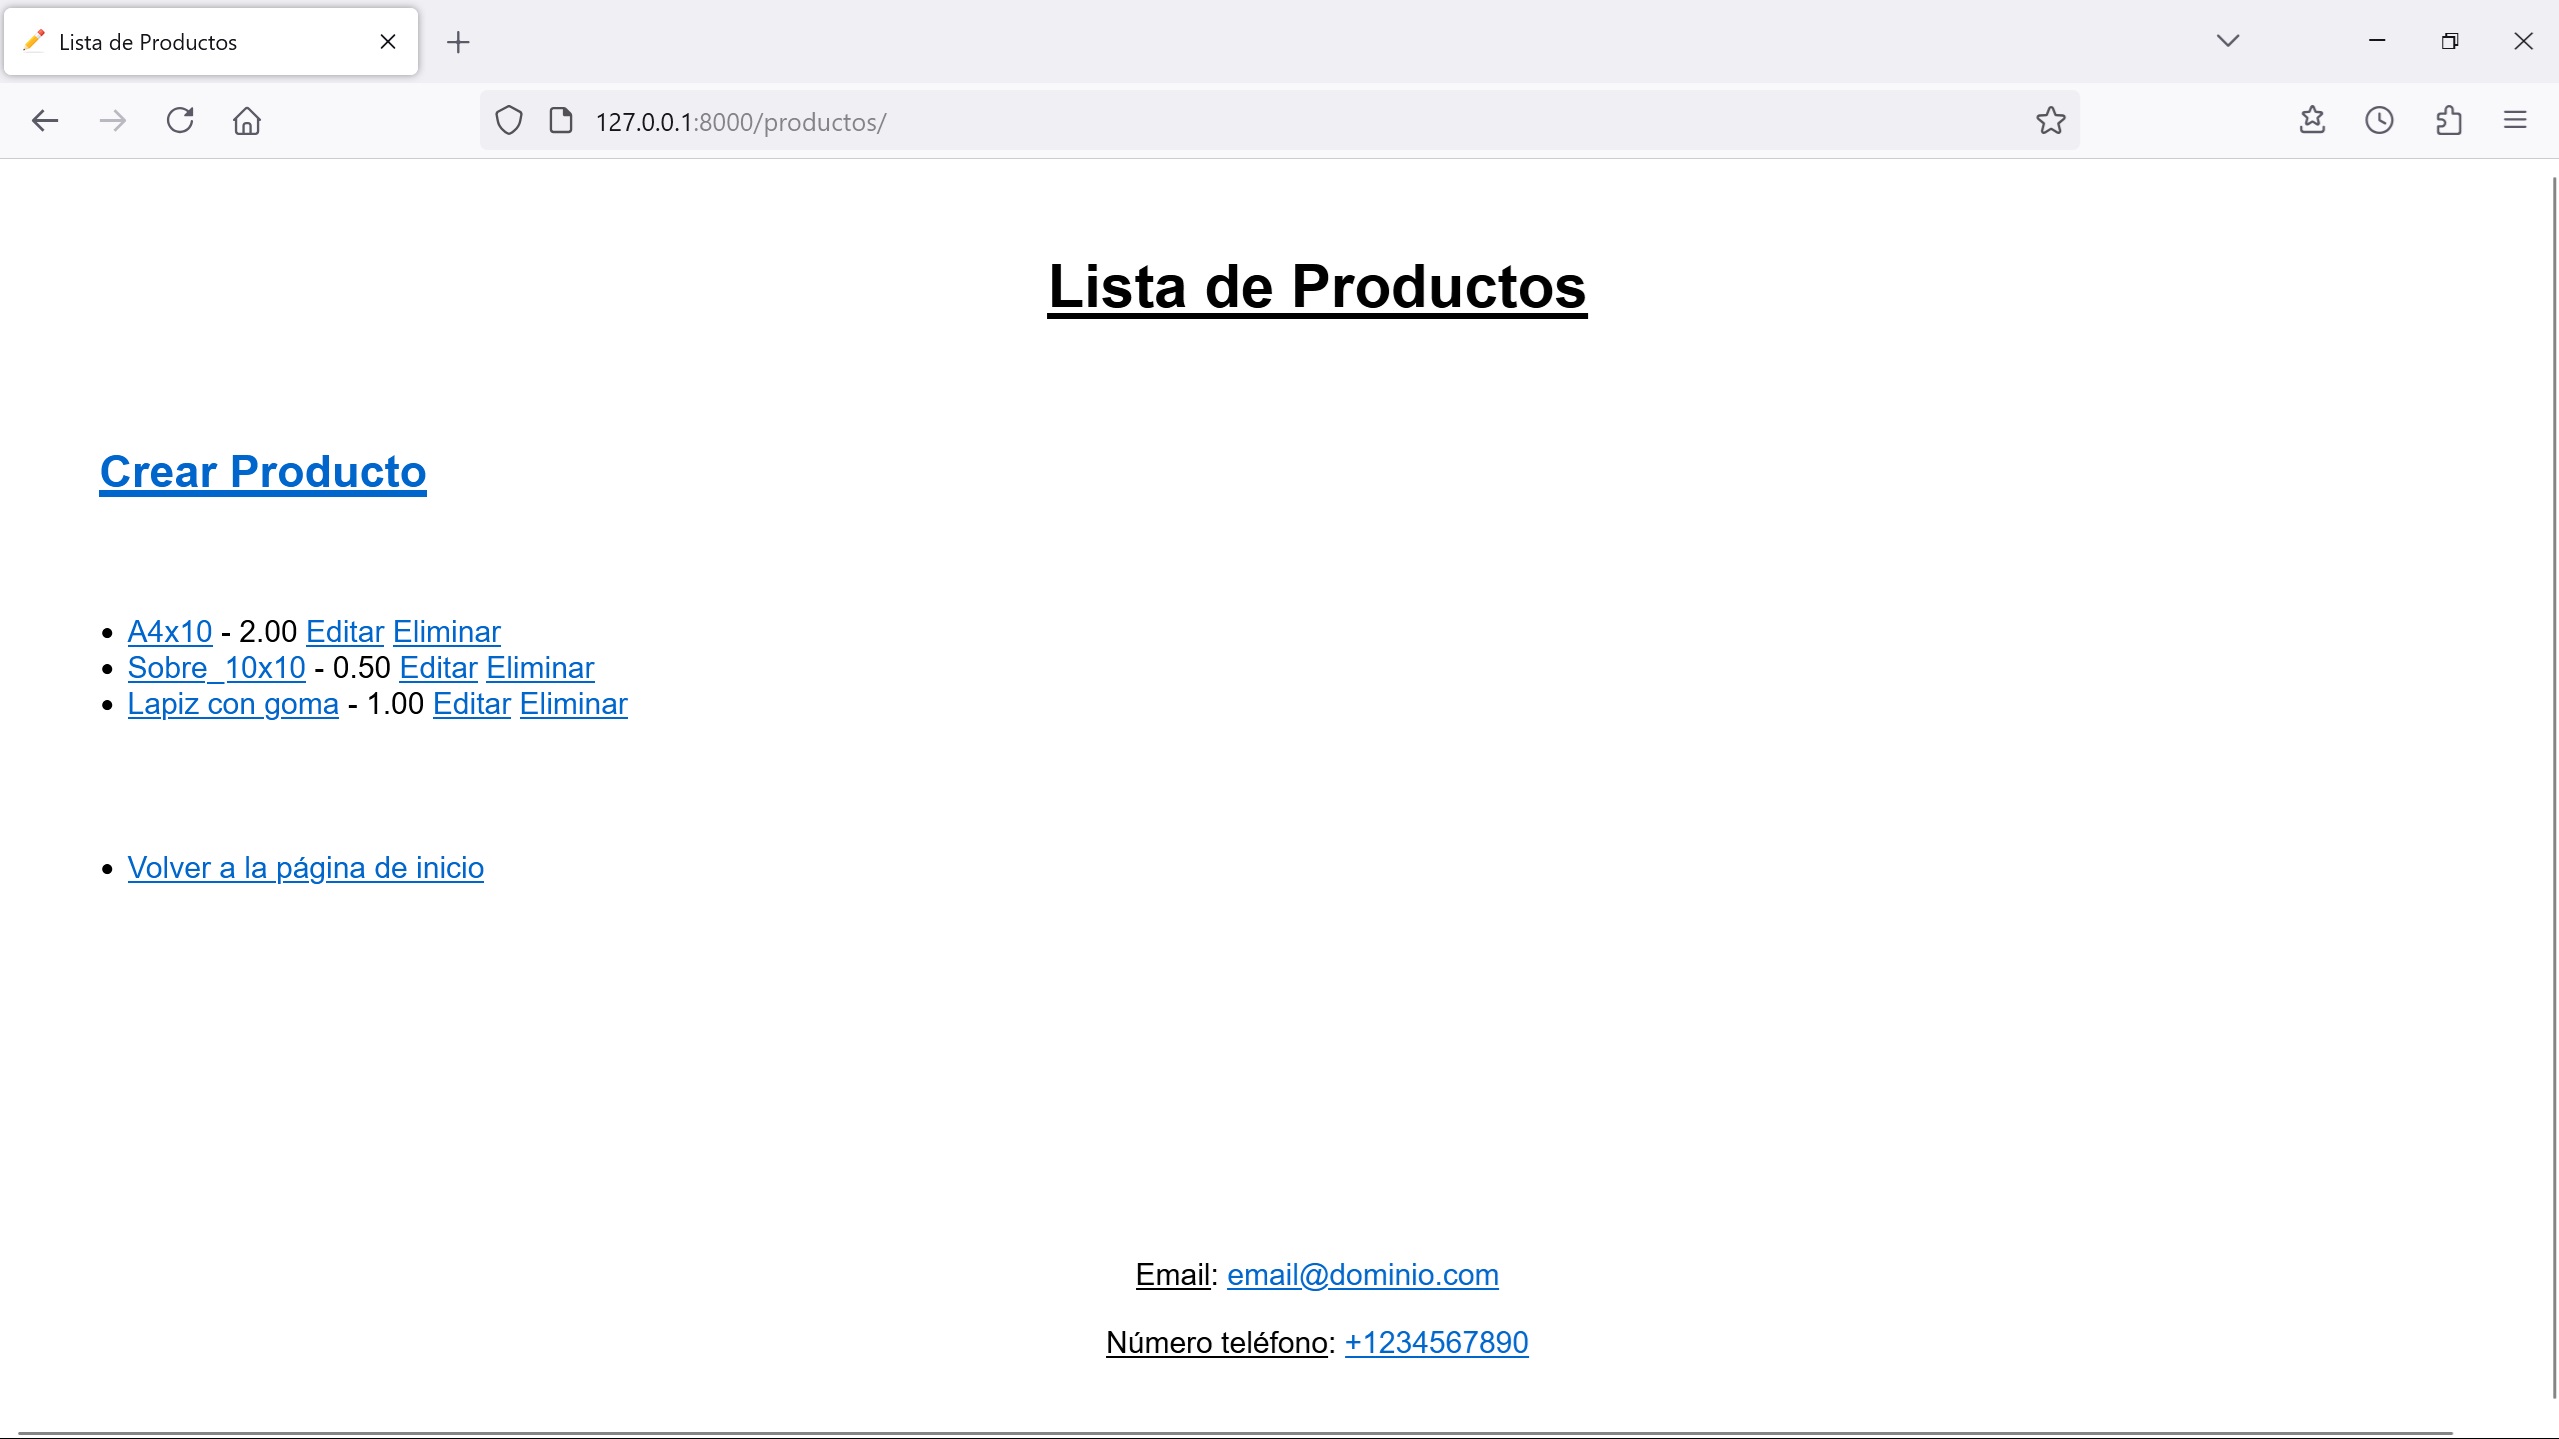 Lista de Productos
127.0.0.1:8000/productos/
Lista de Productos
Crear Producto
A4x10 - 2.00 Editar Eliminar
Sobre_10x10 - 0.50 Editar Eliminar
Lapiz con goma - 1.00 Editar Eliminar
Volver a la página de inicio
Email: email@dominio.com
Número teléfono: +1234567890